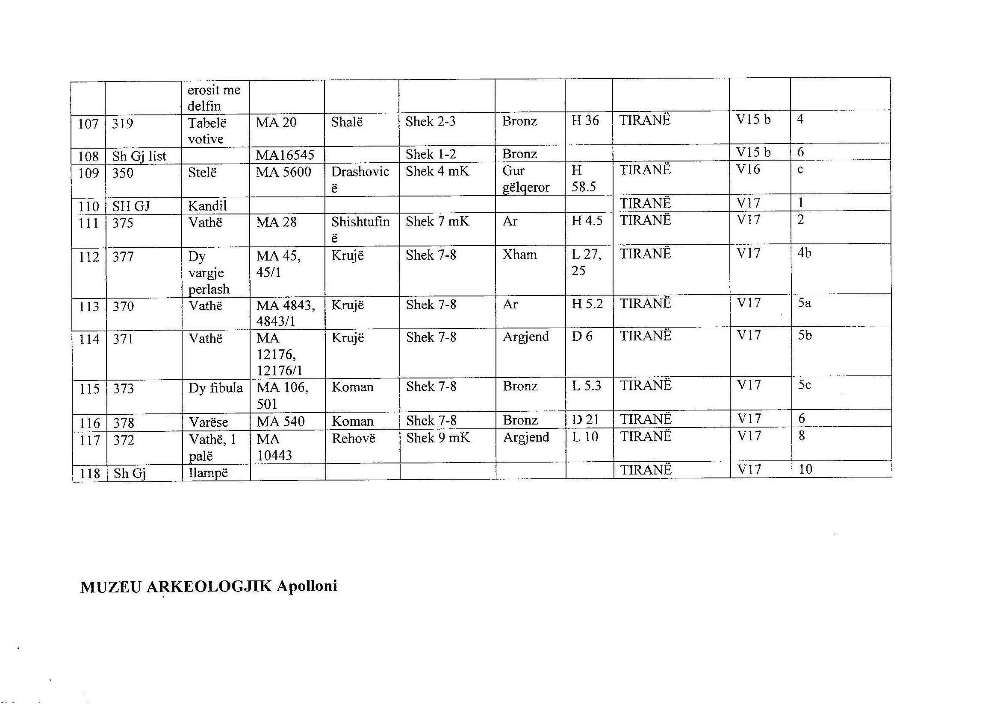 erosit me
delfin
107 319 Tabelë MA 20 Shalë Shek 2-3 Bronz H 36 TIRANË V15 b 4
votive
108 Sh Gj list MA16545 Shek 1-2 Bronz V15 b 6
109 350 Stelë MA 5600 Drashovic Shek 4 mK Gur H TIRANË V16 c
ë gëlqeror 58.5
110 SH GJ Kandil TIRANË V17 1
111 375 Vathë MA 28 Shishtufin Shek 7 mK Ar H 4.5 TIRANË V17 2
ë
112 377 Dy MA 45, Krujë Shek 7-8 Xham L 27, TIRANË V17 4b
vargje 45/1 25
perlash
113 370 Vathë MA 4843, Krujë Shek 7-8 Ar H 5.2 TIRANË V17 5a
4843/1
114 371 Vathë MA Krujë Shek 7-8 Argjend D 6 TIRANË V17 5b
12176,
12176/1
115 373 Dy fibula MA 106, Koman Shek 7-8 Bronz L 5.3 TIRANË V17 5c
501
116 378 Varëse MA 540 Koman Shek 7-8 Bronz D 21 TIRANË V17 6
117 372 Vathë, 1 MA Rehovë Shek 9 mK Argjend L 10 TIRANË V17 8
palë 10443
118 Sh Gj llampë TIRANË V17 10
MUZEU ARKEOLOGJIK Apolloni